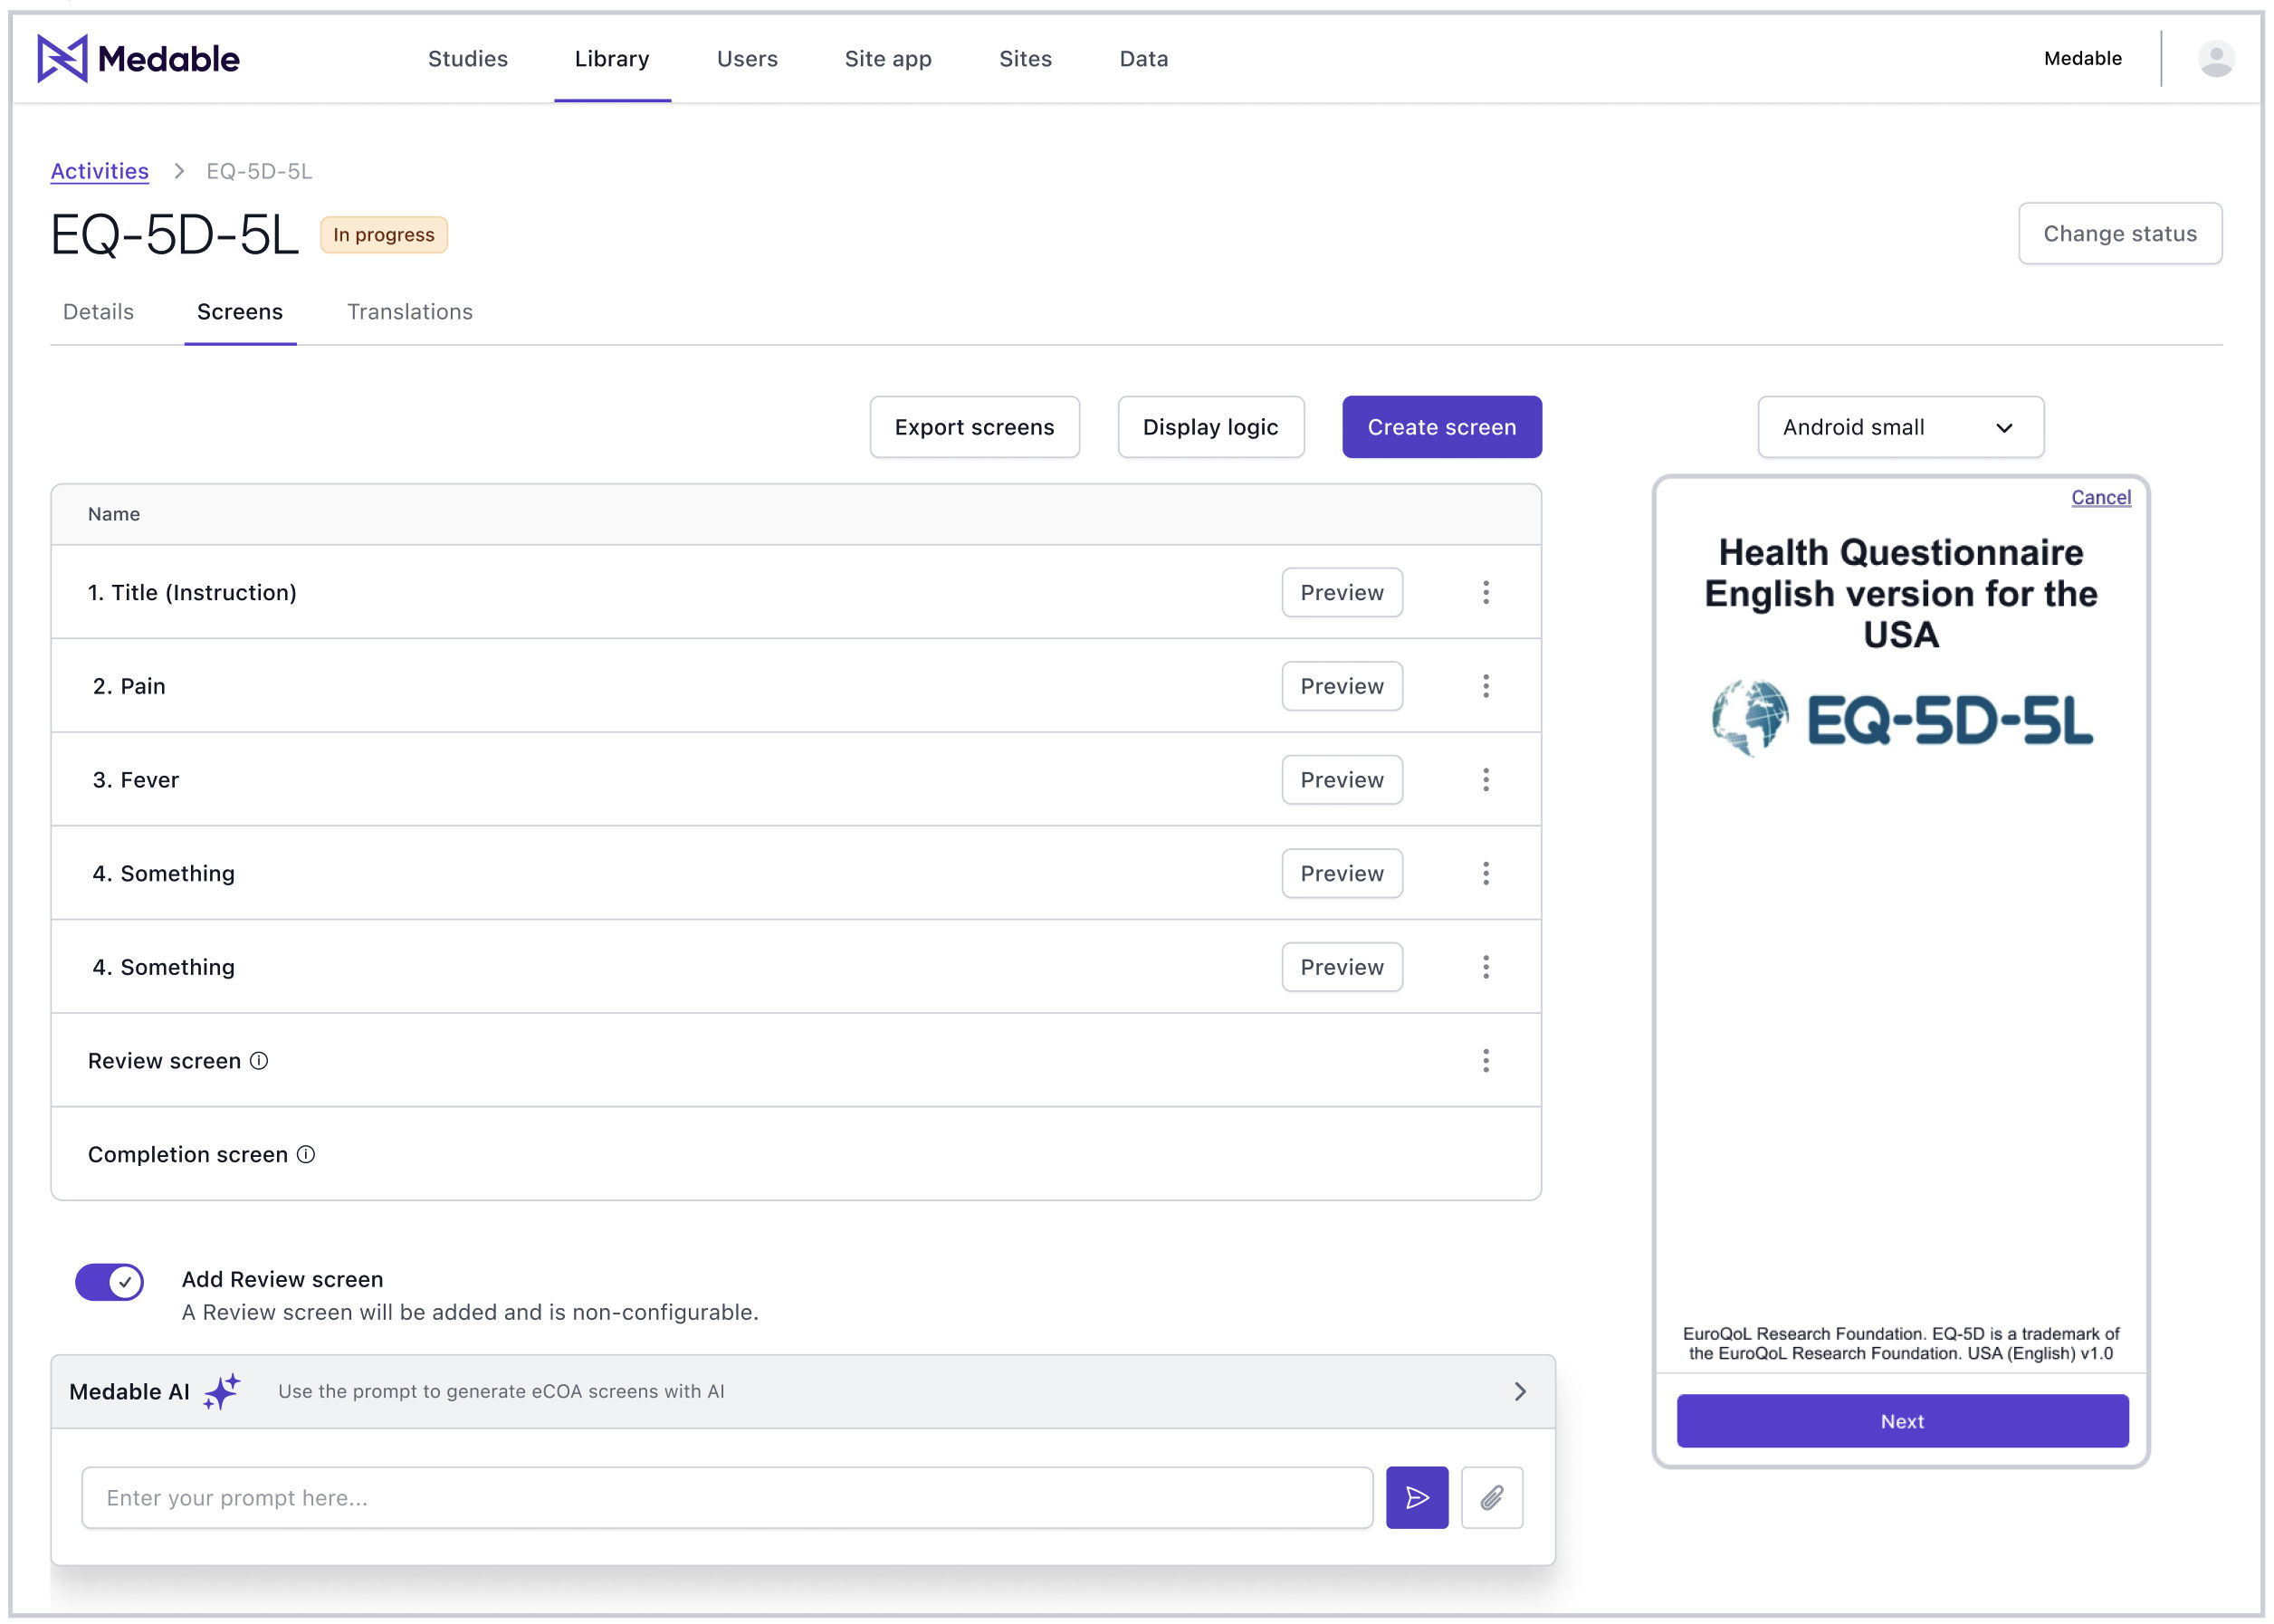 Medable
Studies
Library
Users
Site app
Sites
Data
Medable
Activities
EQ-5D-5L
EQ-5D-5L
In progress
Change status
Details
Screens
Translations
Export screens
Display logic
Create screen
Android small
Name
1. Title (Instruction)
Preview
2. Pain
Preview
3. Fever
Preview
4. Something
Preview
4. Something
Preview
Review screen
Completion screen
Add Review screen
A Review screen will be added and is non-configurable.
Medable AI
Use the prompt to generate eCOA screens with AI
Enter your prompt here...
Cancel
Health Questionnaire
English version for the
USA
EQ-5D-5L
EuroQoL Research Foundation. EQ-5D is a trademark of
the EuroQoL Research Foundation. USA (English) v1.0
Next